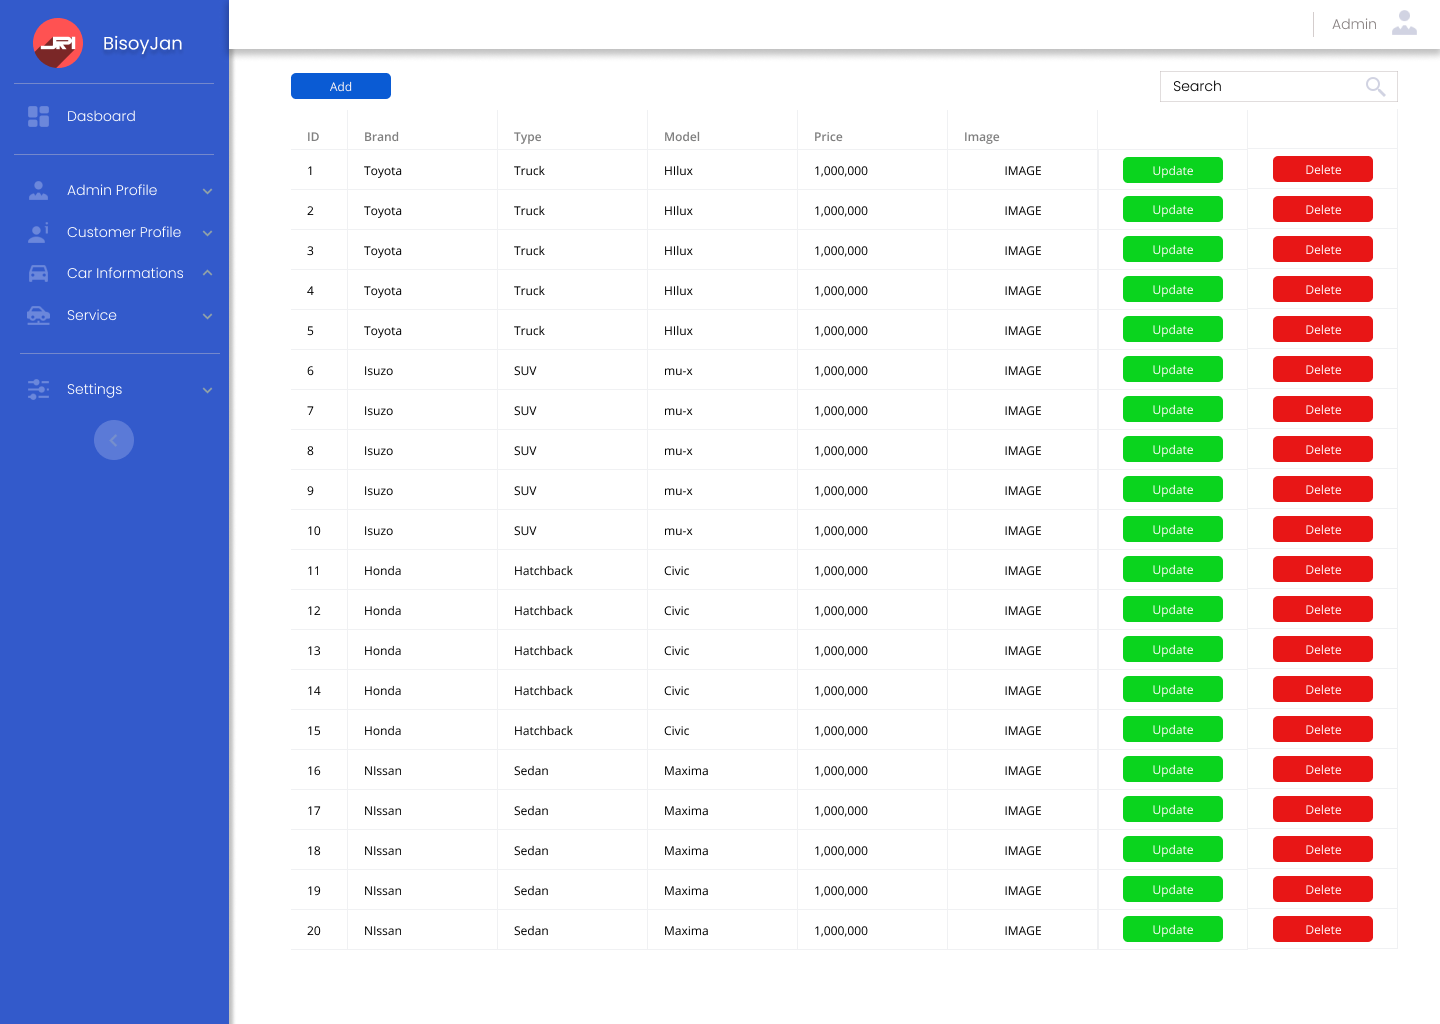 JRI
BisoyJan
Admin
Dasboard
Admin Profile
Customer Profile
Car Informations
Service
Settings
Add
Search
ID Brand Type Model Price Image
1 Toyota Truck HIlux 1,000,000 IMAGE Update Delete
2 Toyota Truck HIlux 1,000,000 IMAGE Update Delete
3 Toyota Truck HIlux 1,000,000 IMAGE Update Delete
4 Toyota Truck HIlux 1,000,000 IMAGE Update Delete
5 Toyota Truck HIlux 1,000,000 IMAGE Update Delete
6 Isuzo SUV mu-x 1,000,000 IMAGE Update Delete
7 Isuzo SUV mu-x 1,000,000 IMAGE Update Delete
8 Isuzo SUV mu-x 1,000,000 IMAGE Update Delete
9 Isuzo SUV mu-x 1,000,000 IMAGE Update Delete
10 Isuzo SUV mu-x 1,000,000 IMAGE Update Delete
11 Honda Hatchback Civic 1,000,000 IMAGE Update Delete
12 Honda Hatchback Civic 1,000,000 IMAGE Update Delete
13 Honda Hatchback Civic 1,000,000 IMAGE Update Delete
14 Honda Hatchback Civic 1,000,000 IMAGE Update Delete
15 Honda Hatchback Civic 1,000,000 IMAGE Update Delete
16 NIssan Sedan Maxima 1,000,000 IMAGE Update Delete
17 NIssan Sedan Maxima 1,000,000 IMAGE Update Delete
18 NIssan Sedan Maxima 1,000,000 IMAGE Update Delete
19 NIssan Sedan Maxima 1,000,000 IMAGE Update Delete
20 NIssan Sedan Maxima 1,000,000 IMAGE Update Delete